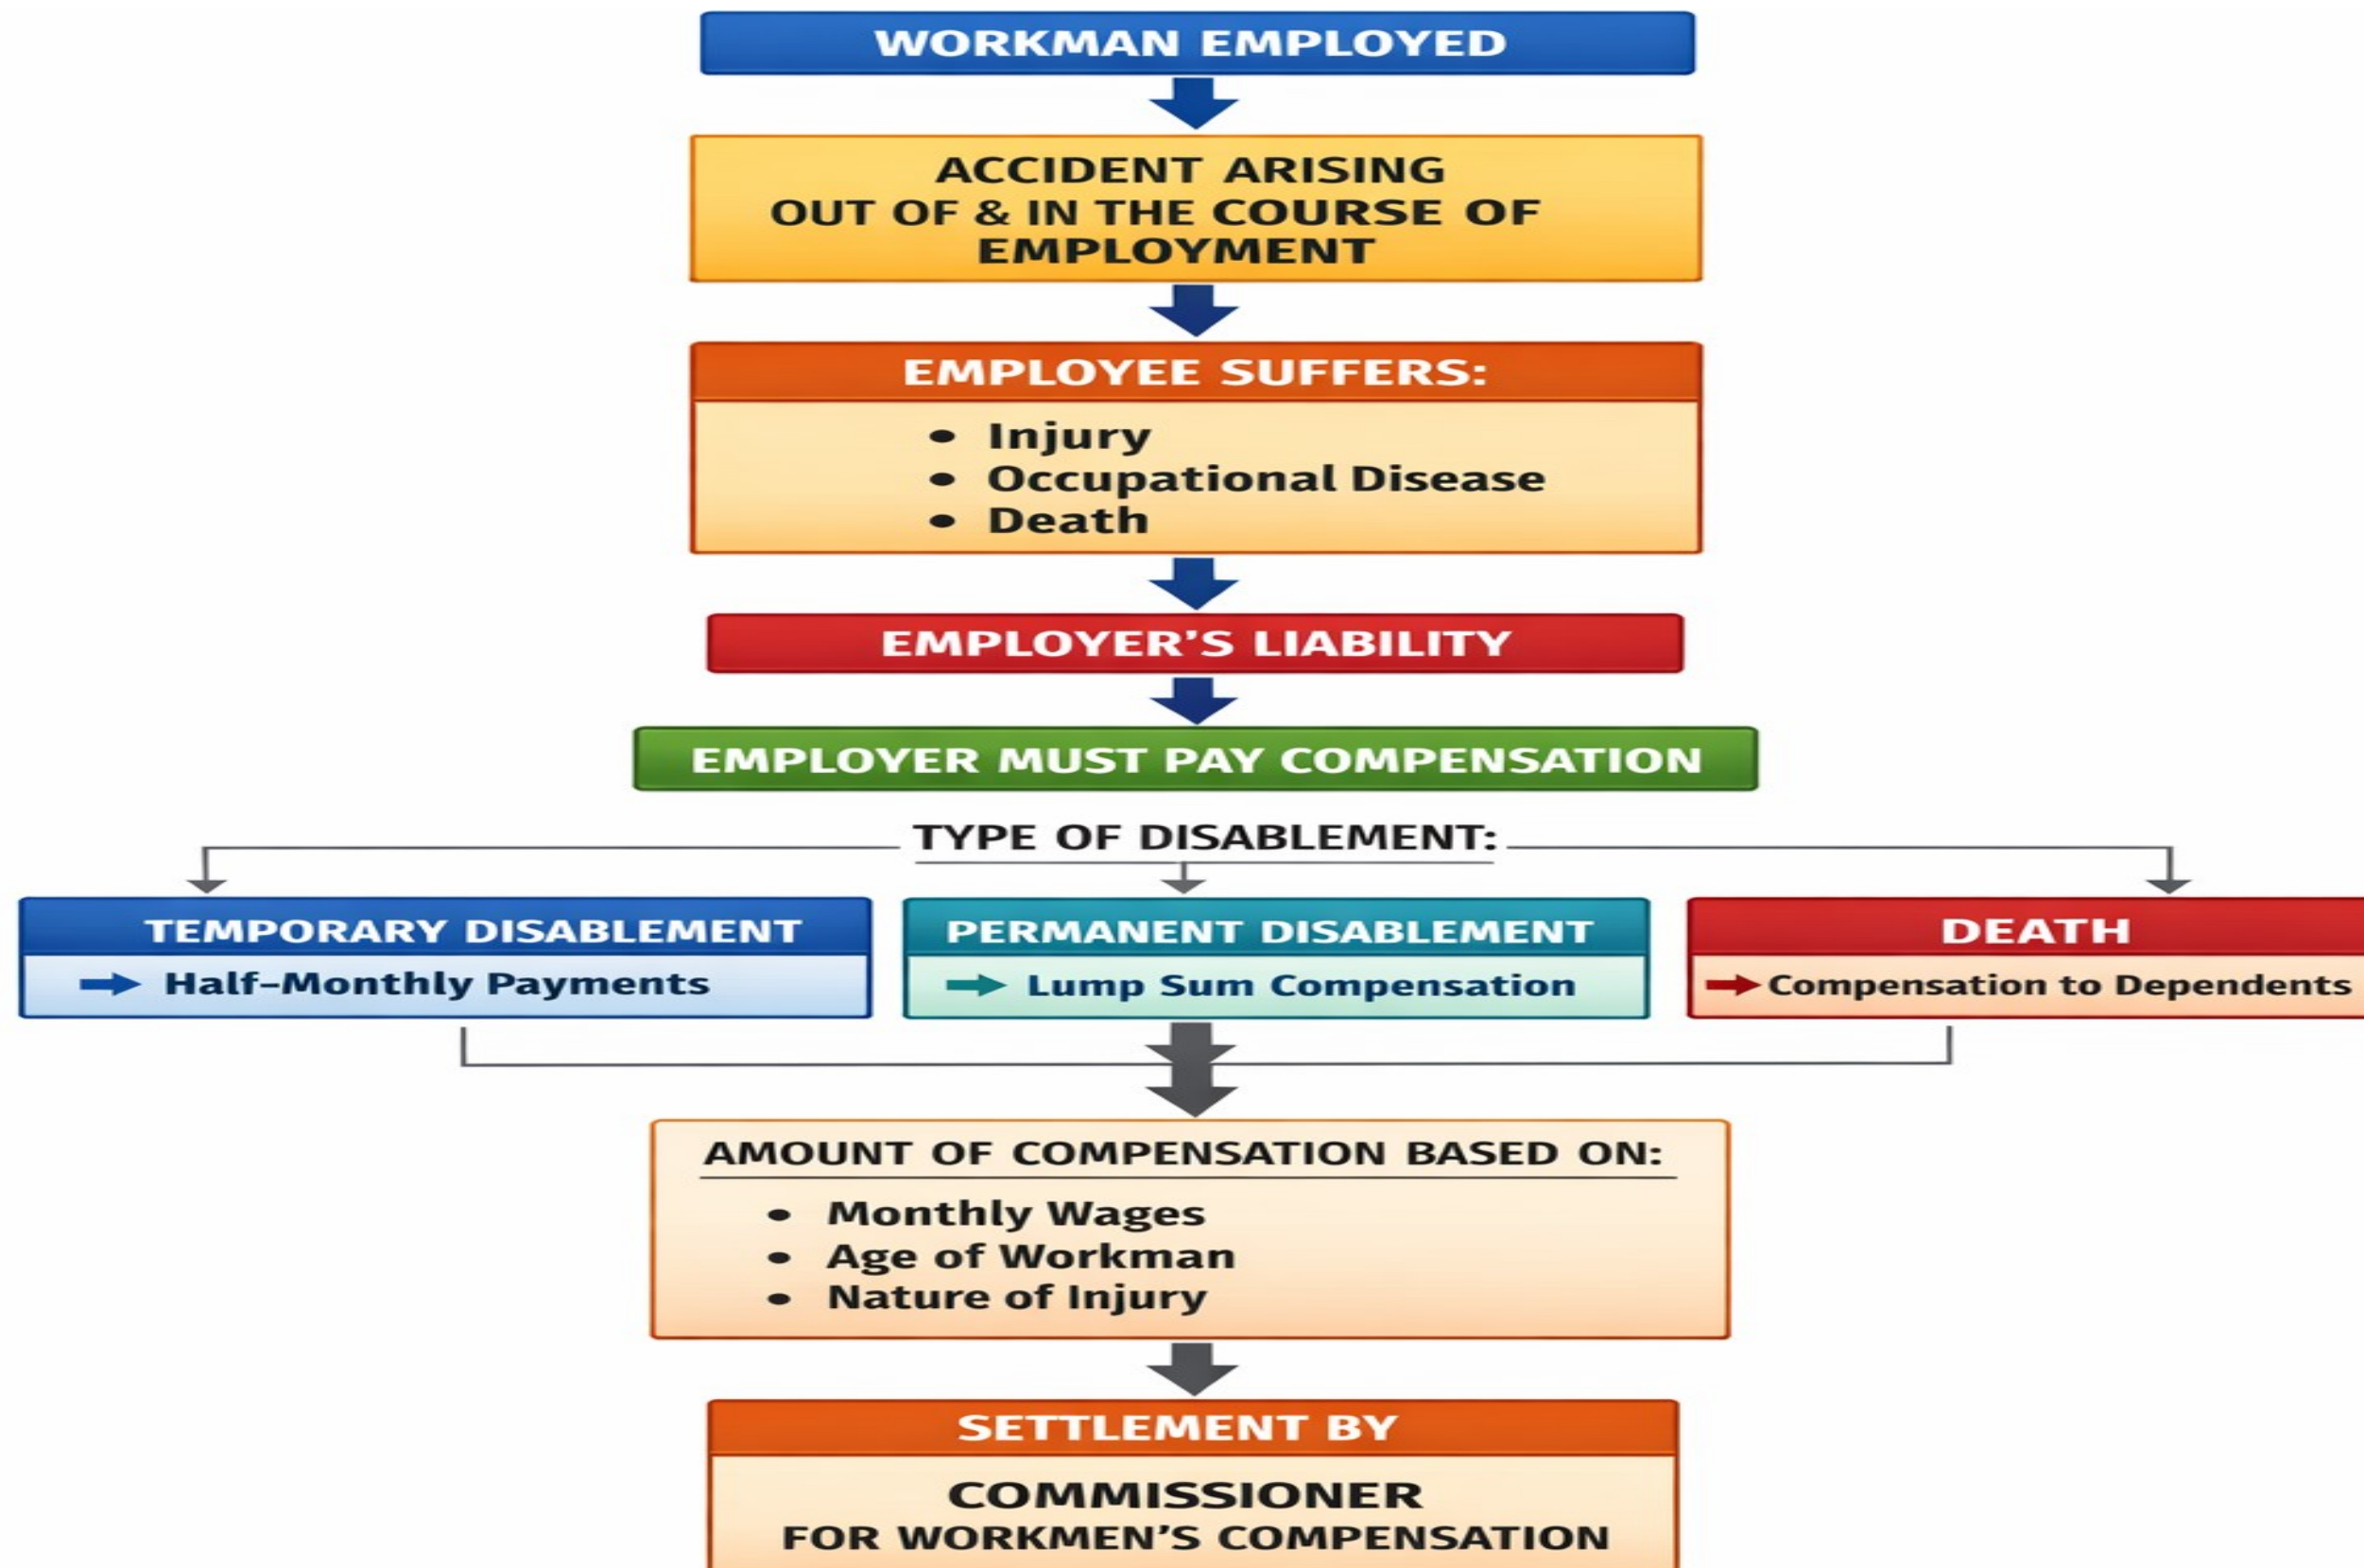 WORKMAN EMPLOYED
ACCIDENT ARISING
OUT OF & IN THE COURSE OF
EMPLOYMENT
EMPLOYEE SUFFERS:
• Injury
• Occupational Disease
• Death
EMPLOYER’S LIABILITY
EMPLOYER MUST PAY COMPENSATION
TYPE OF DISABLEMENT:
TEMPORARY DISABLEMENT
Half-Monthly Payments
PERMANENT DISABLEMENT
Lump Sum Compensation
DEATH
Compensation to Dependents
AMOUNT OF COMPENSATION BASED ON:
• Monthly Wages
• Age of Workman
• Nature of Injury
SETTLEMENT BY
COMMISSIONER
FOR WORKMEN’S COMPENSATION